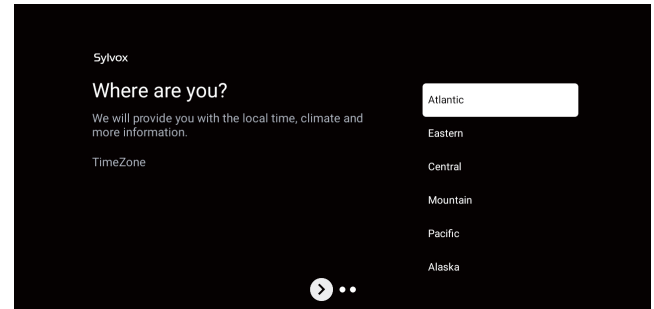 Sylvox
Where are you?
We will provide you with the local time, climate and
more information.
TimeZone
Atlantic
Eastern
Central
Mountain
Pacific
Alaska